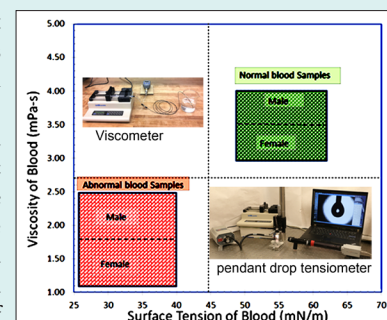 5.00
4.50
4.00
3.50
3.00
2.50
2.00
1.50
1.00
Viscosity of Blood (mPa-s)
Normal blood Samples
Male
Female
Viscometer
Abnormal blood Samples
Male
Female
pendant drop tensiometer
25 30 35 40 45 50 55 60 65 70
Surface Tension of Blood (mN/m)